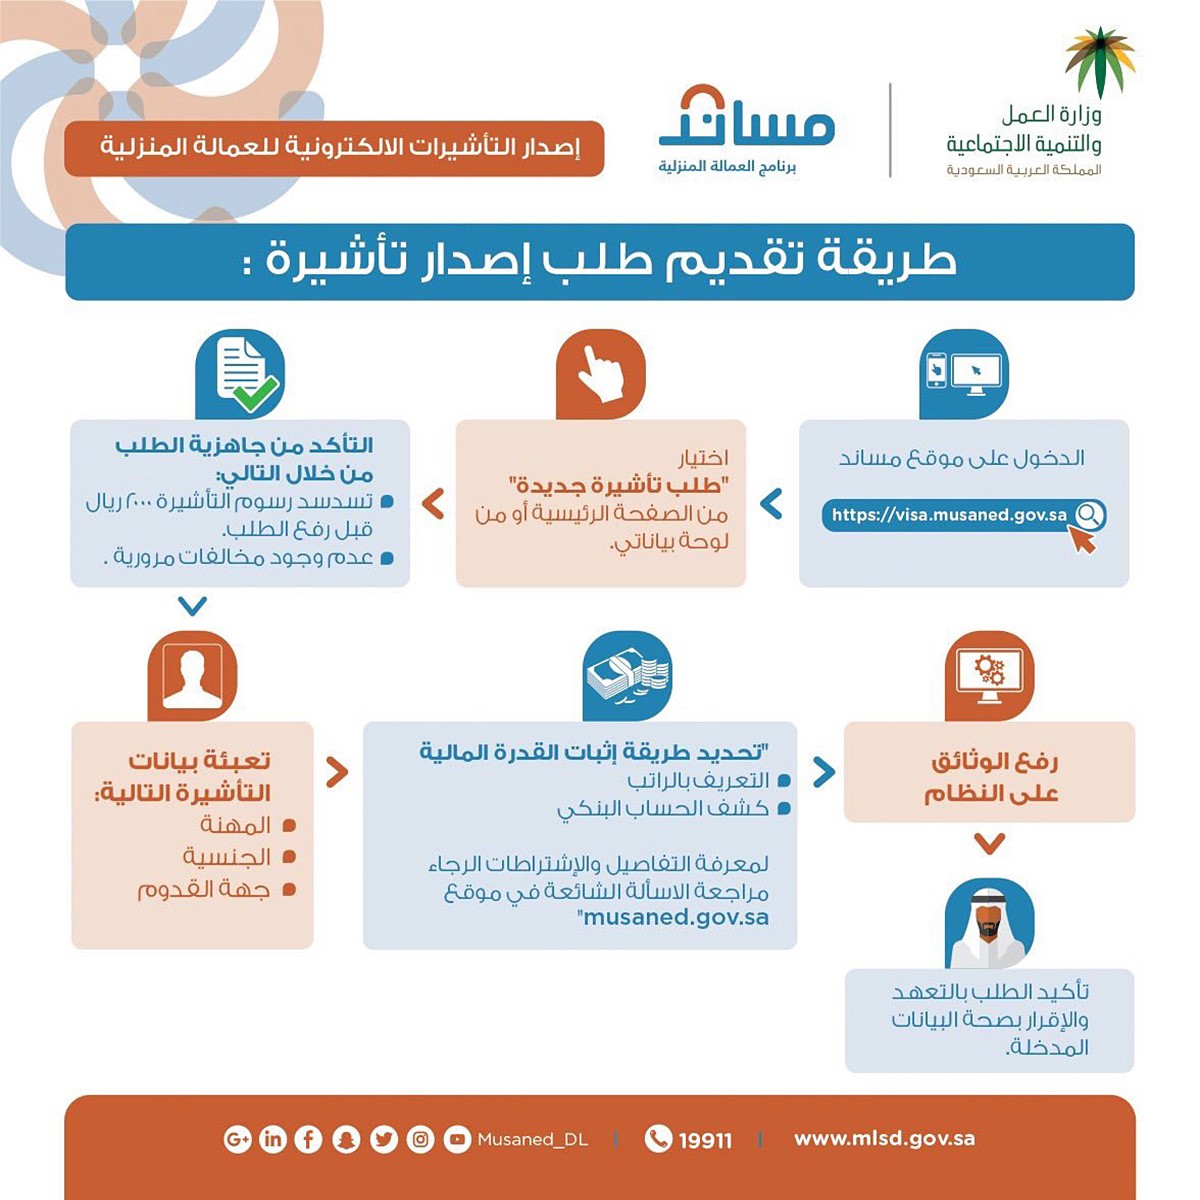 وزارة العمل
والتنمية الاجتماعية
المملكة العربية السعودية
مساند
برنامج العمالة المنزلية
إصدار التأشيرات الالكترونية للعمالة المنزلية
طريقة تقديم طلب إصدار تأشيرة :
الدخول على موقع مساند
https://visa.musaned.gov.sa
اختيار
"طلب تأشيرة جديدة"
من الصفحة الرئيسية أو من
لوحة بياناتي.
التأكد من جاهزية الطلب
من خلال التالي:
تسدسد رسوم التأشيرة ٢٠٠٠ ريال
قبل رفع الطلب.
عدم وجود مخالفات مرورية .
تعبئة بيانات
التأشيرة التالية:
المهنة
الجنسية
جهة القدوم
"تحديد طريقة إثبات القدرة المالية
التعريف بالراتب
كشف الحساب البنكي
لمعرفة التفاصيل والإشتراطات الرجاء
مراجعة الاسألة الشائعة في موقع
musaned.gov.sa"
رفع الوثائق
على النظام
تأكيد الطلب بالتعهد
والإقرار بصحة البيانات
المدخلة.
Musaned_DL | 19911 | www.mlsd.gov.sa